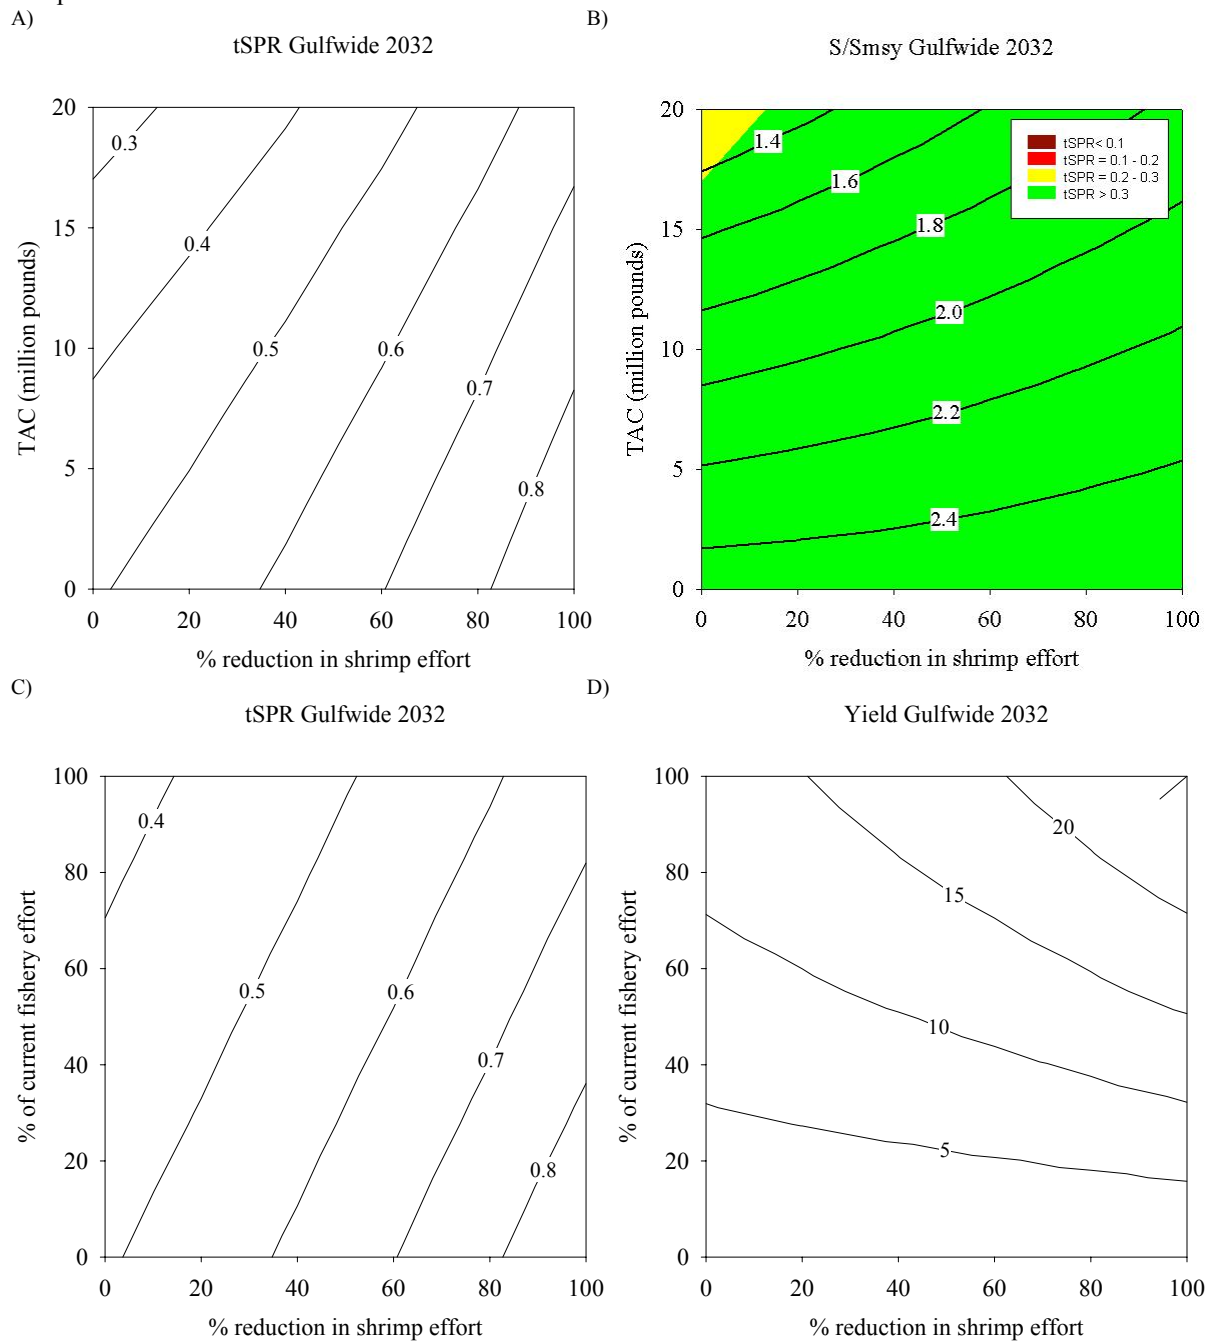 A)
tSPR Gulfwide 2032
20
15
10
5
0
0.3
0.4
0.5
0.6
0.7
0.8
TAC (million pounds)
0 20 40 60 80 100
% reduction in shrimp effort
B)
S/Smsy Gulfwide 2032
20
15
10
5
0
tSPR< 0.1
tSPR = 0.1 - 0.2
tSPR = 0.2 - 0.3
tSPR > 0.3
1.4
1.6
1.8
2.0
2.2
2.4
TAC (million pounds)
0 20 40 60 80 100
% reduction in shrimp effort
C)
tSPR Gulfwide 2032
100
80
60
40
20
0
0.4
0.5
0.6
0.7
0.8
% of current fishery effort
0 20 40 60 80 100
% reduction in shrimp effort
D)
Yield Gulfwide 2032
100
80
60
40
20
0
20
15
10
5
% of current fishery effort
0 20 40 60 80 100
% reduction in shrimp effort